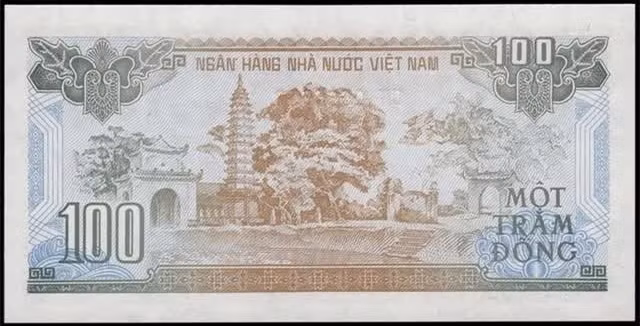 NGÂN HÀNG NHÀ NƯỚC VIỆT NAM
100
100
MỘT
TRĂM
ĐỒNG